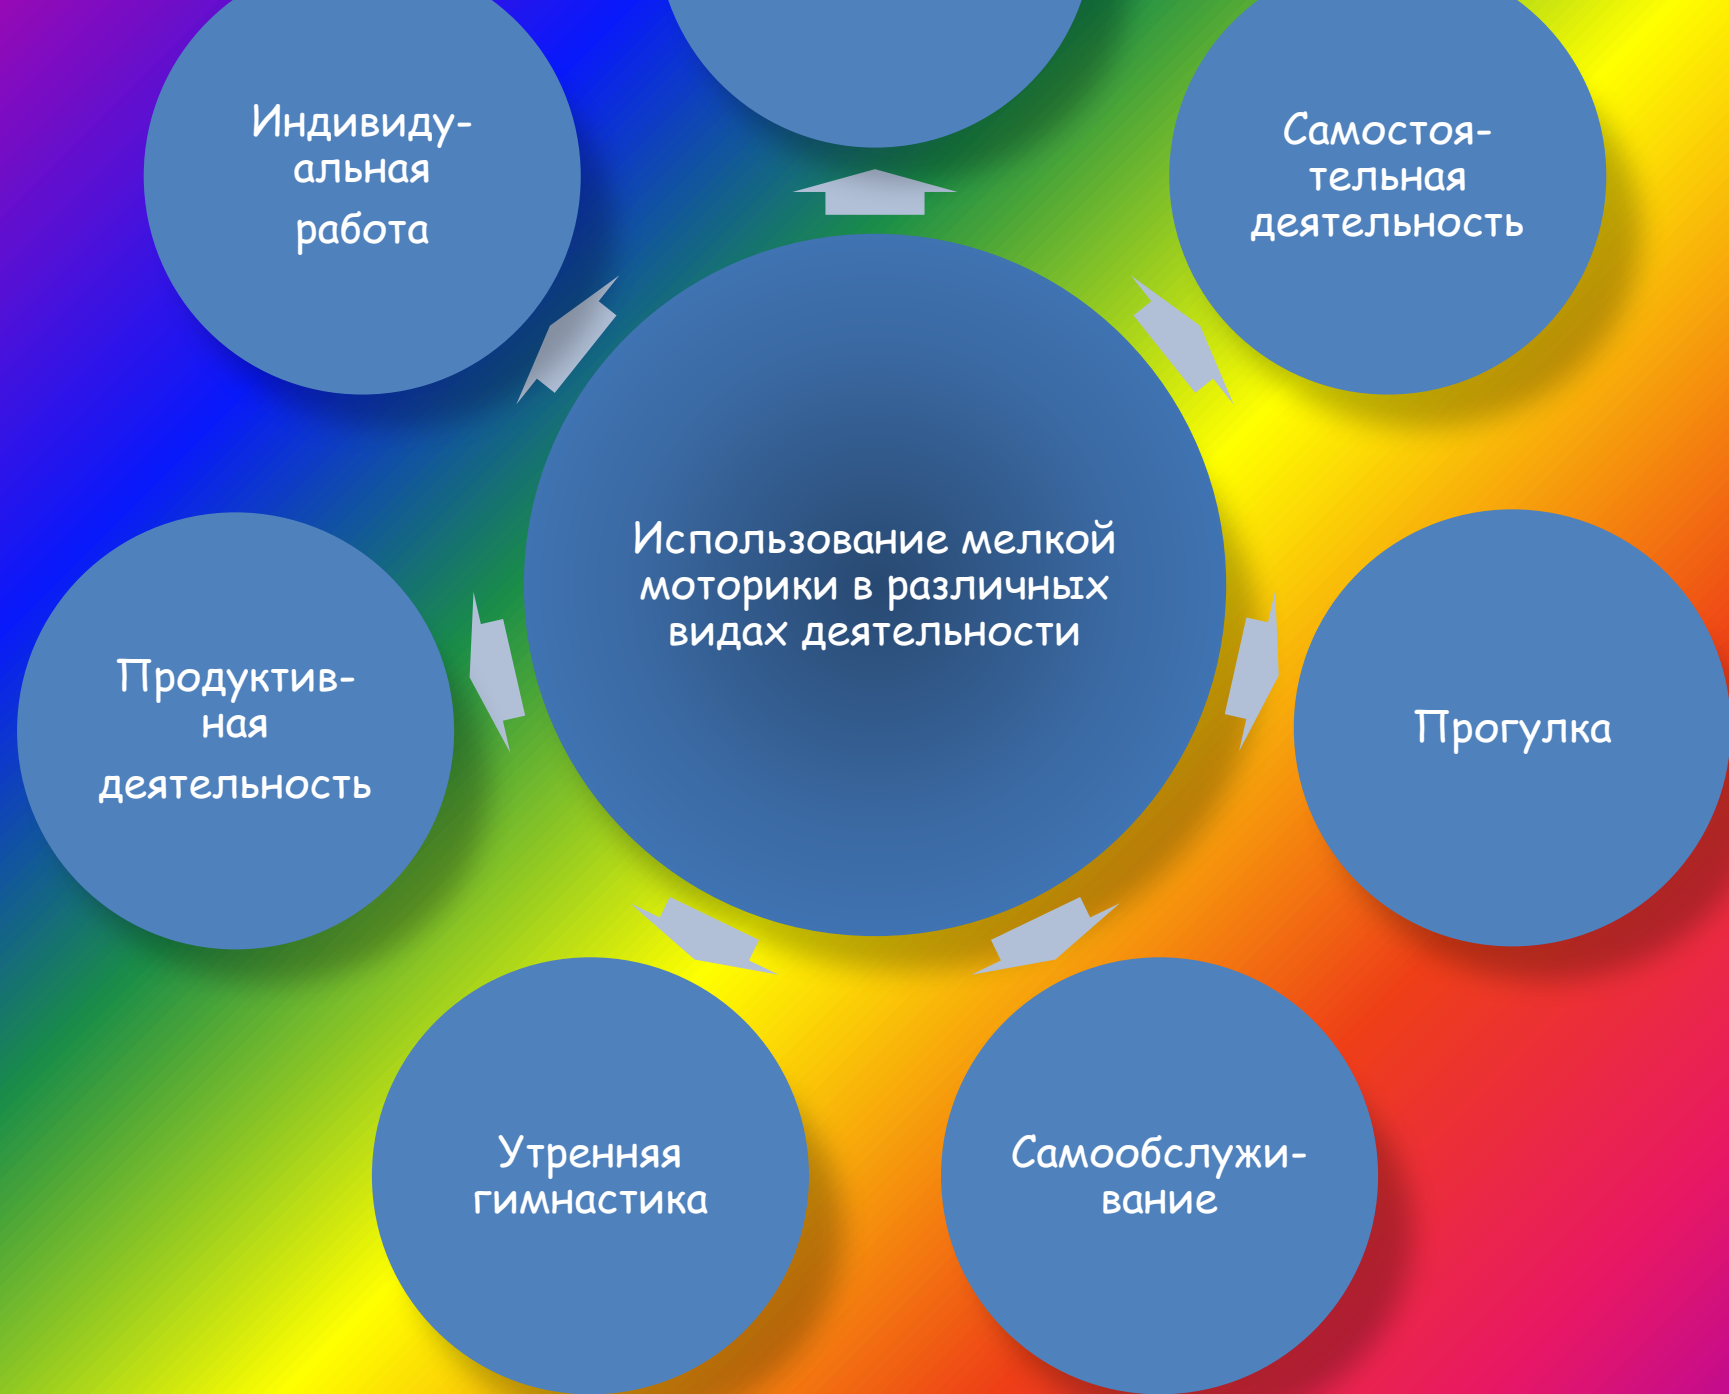 Индивиду-
альная
работа
Самостоя-
тельная
деятельность
Использование мелкой
моторики в различных
видах деятельности
Продуктив-
ная
деятельность
Прогулка
Утренняя
гимнастика
Самообслужи-
вание